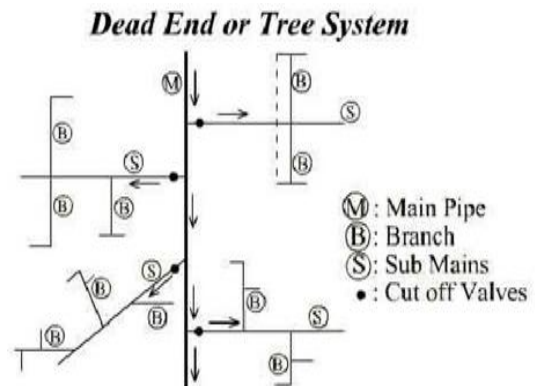 Dead End or Tree System
M
B
S
B
S
B
B
B
S
B
B
B
B
S
B
M : Main Pipe
B : Branch
S : Sub Mains
• : Cut off Valves